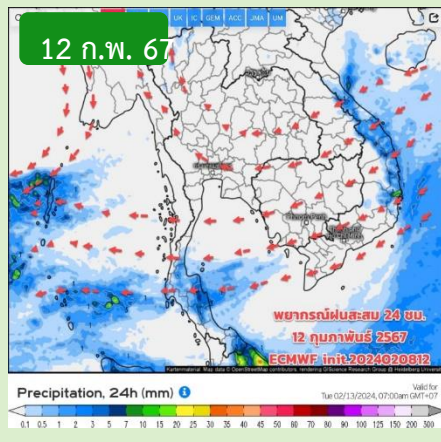 12 ก.พ. 67
UK IC GEM ACC JMA UM
พยากรณ์ฝนสะสม 24 ชม.
12 กุมภาพันธ์ 2567
ECMWF init.2024020812
Precipitation, 24h (mm)
Valid for
Tue 02/13/2024, 07:00am GMT+07
0.1 0.5 1 2 3 5 7 10 15 20 25 30 35 40 45 50 60 70 80 90 100 125 150 200 300